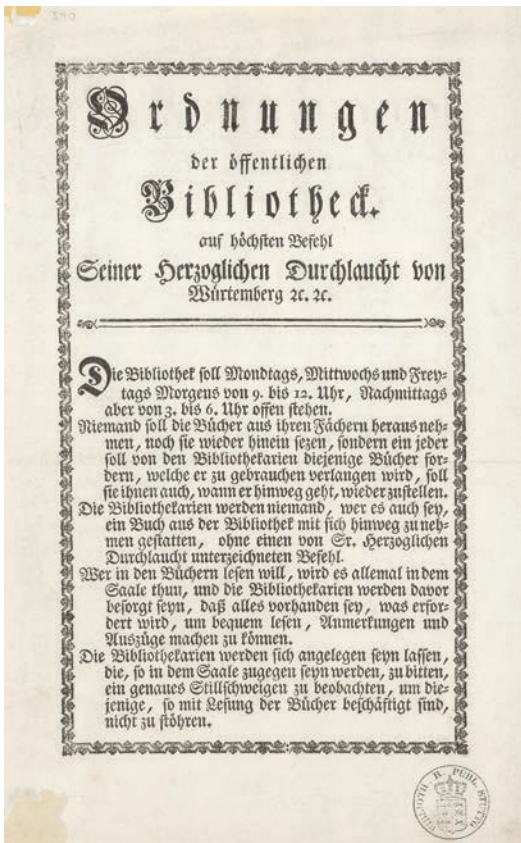 240
Ordnungen
der öffentlichen
Bibliotheck.
auf höchsten Befehl
Seiner Herzoglichen Durchlaucht von
Würtemberg ꝛc. ꝛc.
Die Bibliothek soll Mondtags, Mittwochs und Frey-
tags Morgens von 9. bis 12. Uhr, Nachmittags
aber von 3. bis 6. Uhr offen stehen.
Niemand soll die Bücher aus ihren Fächern heraus neh-
men, noch sie wieder hinein sezen, sondern ein jeder
soll von den Bibliothekarien diejenige Bücher for-
dern, welche er zu gebrauchen verlangen wird, soll
sie ihnen auch, wann er hinweg geht, wieder zustellen.
Die Bibliothekarien werden niemand, wer es auch sey,
ein Buch aus der Bibliothek mit sich hinweg zu neh-
men gestatten, ohne einen von Sr. Herzoglichen
Durchlaucht unterzeichneten Befehl.
Wer in den Büchern lesen will, wird es allemal in dem
Saale thun, und die Bibliothekarien werden davor
besorgt seyn, daß alles vorhanden sey, was erfor-
dert wird, um bequem lesen, Anmerkungen und
Auszüge machen zu können.
Die Bibliothekarien werden sich angelegen seyn lassen,
die, so in dem Saale zugegen seyn werden, zu bitten,
ein genaues Stillschweigen zu beobachten, um die-
jenige, so mit Lesung der Bücher beschäftigt sind,
nicht zu stöhren.
BIBLIOTH. R. PUBL. STUTTG.